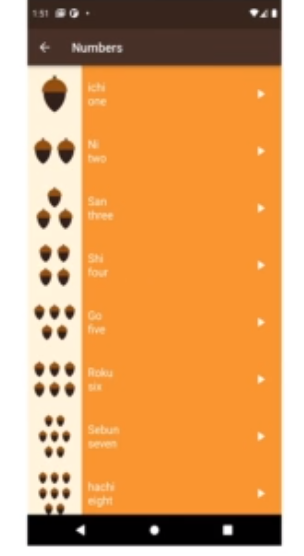 1:51
Numbers
ichi
one
Ni
two
San
three
Shi
four
Go
five
Roku
six
Sebun
seven
hachi
eight